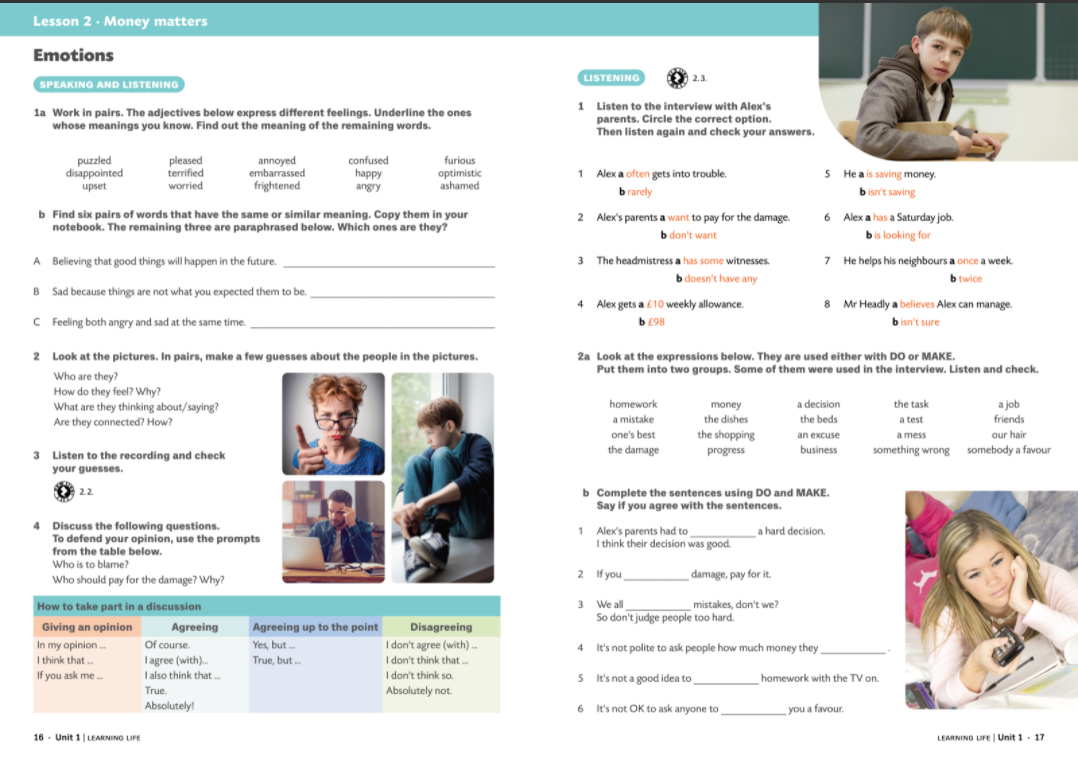 Lesson 2 · Money matters
Emotions
SPEAKING AND LISTENING
1a Work in pairs. The adjectives below express different feelings. Underline the ones
whose meanings you know. Find out the meaning of the remaining words.
puzzled pleased annoyed confused furious
disappointed terrified embarrassed happy optimistic
upset worried frightened angry ashamed
b Find six pairs of words that have the same or similar meaning. Copy them in your
notebook. The remaining three are paraphrased below. Which ones are they?
A Believing that good things will happen in the future. ____________
B Sad because things are not what you expected them to be. ____________
C Feeling both angry and sad at the same time. ____________
2 Look at the pictures. In pairs, make a few guesses about the people in the pictures.
Who are they?
How do they feel? Why?
What are they thinking about/saying?
Are they connected? How?
3 Listen to the recording and check
your guesses.
2.2.
4 Discuss the following questions.
To defend your opinion, use the prompts
from the table below.
Who is to blame?
Who should pay for the damage? Why?
How to take part in a discussion
Giving an opinion Agreeing Agreeing up to the point Disagreeing
In my opinion ... Of course. Yes, but ... I don't agree (with) ...
I think that ... I agree (with)... True, but ... I don't think that ...
If you ask me ... I also think that ... I don't think so.
True. Absolutely not.
Absolutely!
16 · Unit 1 | LEARNING LIFE
LISTENING 2.3.
1 Listen to the interview with Alex's
parents. Circle the correct option.
Then listen again and check your answers.
1 Alex a often gets into trouble.
b rarely
2 Alex's parents a want to pay for the damage.
b don't want
3 The headmistress a has some witnesses.
b doesn't have any
4 Alex gets a £10 weekly allowance.
b £98
5 He a is saving money.
b isn't saving
6 Alex a has a Saturday job.
b is looking for
7 He helps his neighbours a once a week.
b twice
8 Mr Headly a believes Alex can manage.
b isn't sure
2a Look at the expressions below. They are used either with DO or MAKE.
Put them into two groups. Some of them were used in the interview. Listen and check.
homework money a decision the task a job
a mistake the dishes the beds a test friends
one's best the shopping an excuse a mess our hair
the damage progress business something wrong somebody a favour
b Complete the sentences using DO and MAKE.
Say if you agree with the sentences.
1 Alex's parents had to ____________ a hard decision.
I think their decision was good.
2 If you ____________ damage, pay for it.
3 We all ____________ mistakes, don't we?
So don't judge people too hard.
4 It's not polite to ask people how much money they ____________ .
5 It's not a good idea to ____________ homework with the TV on.
6 It's not OK to ask anyone to ____________ you a favour.
LEARNING LIFE | Unit 1 · 17